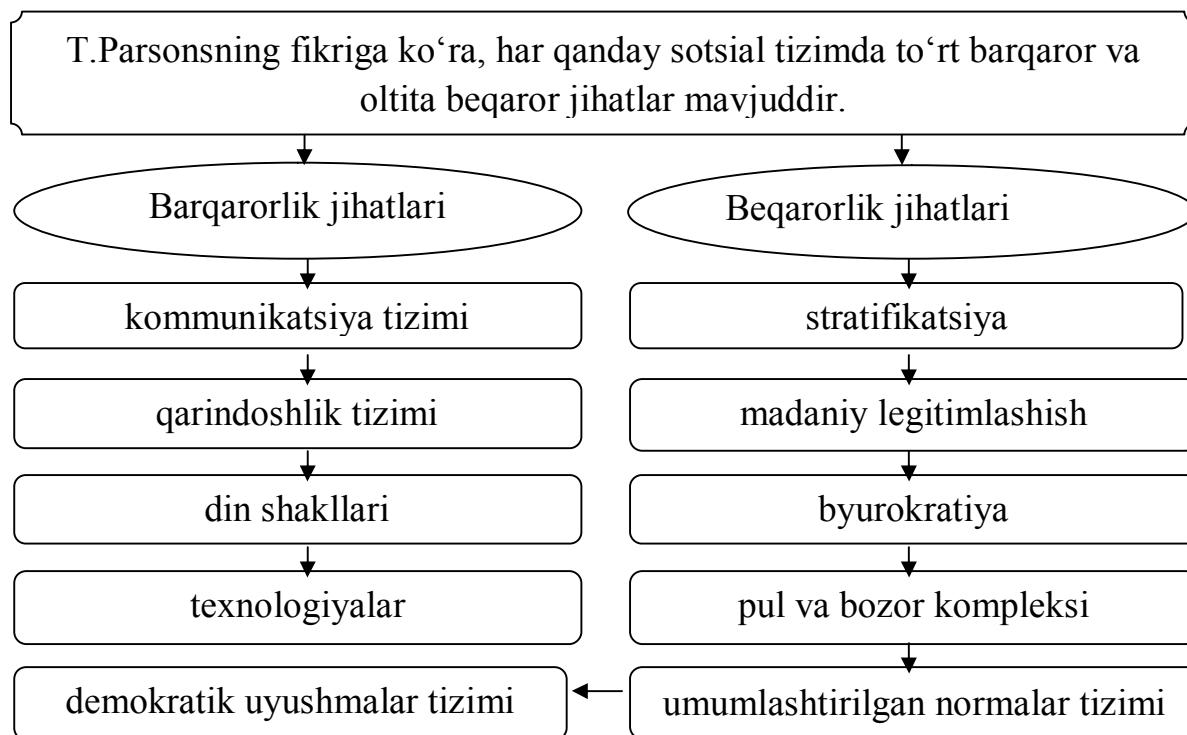 T.Parsonsning fikriga ko‘ra, har qanday sotsial tizimda to‘rt barqaror va
oltita beqaror jihatlar mavjuddir.
Barqarorlik jihatlari
Beqarorlik jihatlari
kommunikatsiya tizimi
stratifikatsiya
qarindoshlik tizimi
madaniy legitimlashish
din shakllari
byurokratiya
texnologiyalar
pul va bozor kompleksi
demokratik uyushmalar tizimi
umumlashtirilgan normalar tizimi